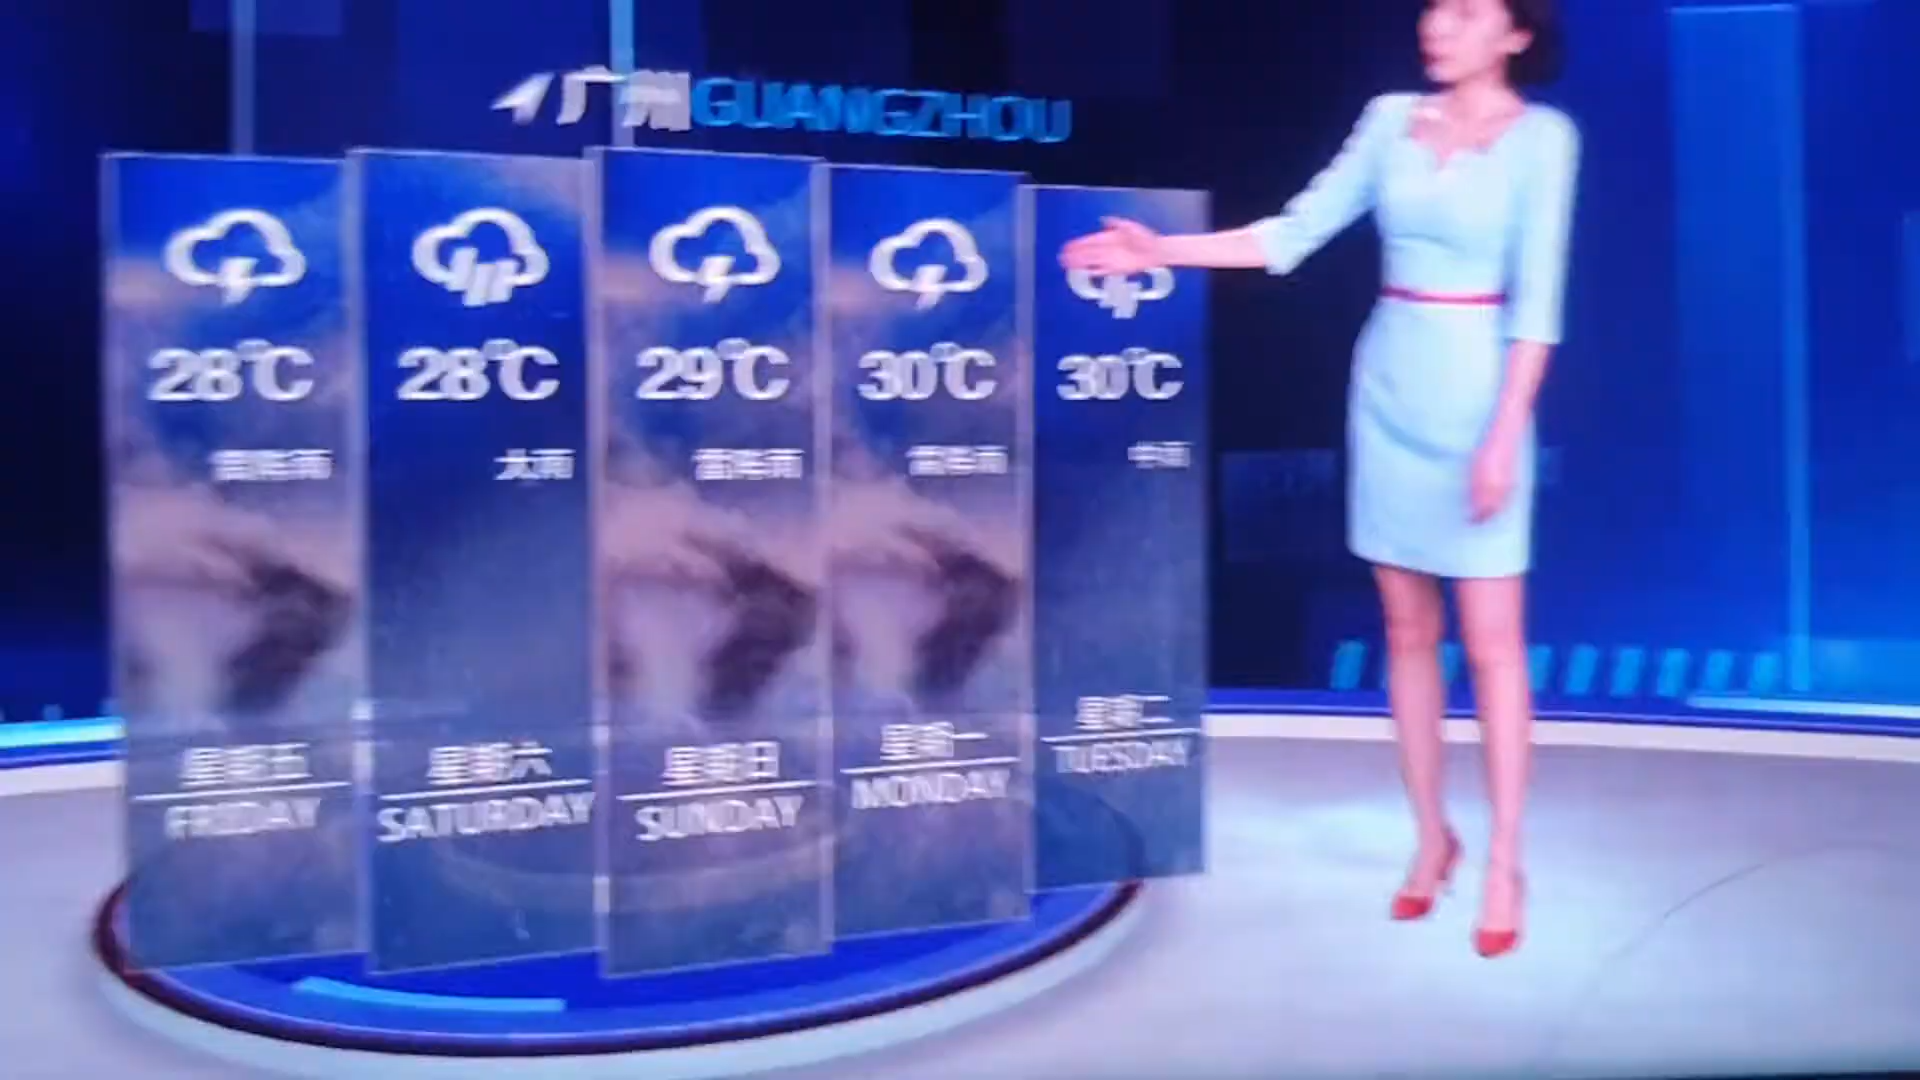 广州GUANGZHOU
28℃
雷阵雨
星期五
FRIDAY
28℃
大雨
星期六
SATURDAY
29℃
雷阵雨
星期日
SUNDAY
30℃
雷阵雨
星期一
MONDAY
30℃
中雨
星期二
TUESDAY